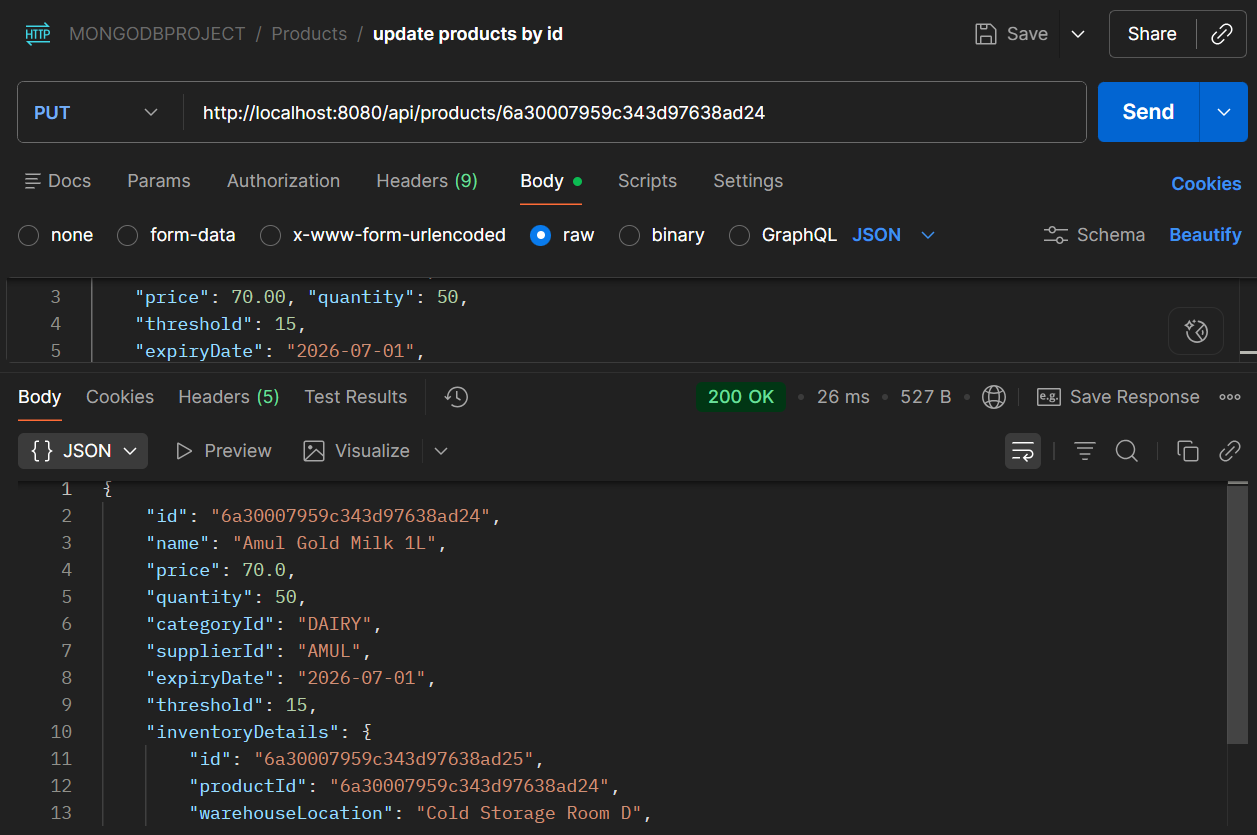 HTTP MONGODBPROJECT / Products / update products by id Save Share
PUT http://localhost:8080/api/products/6a30007959c343d97638ad24 Send
Docs Params Authorization Headers (9) Body Scripts Settings Cookies
none form-data x-www-form-urlencoded raw binary GraphQL JSON Schema Beautify
3 "price": 70.00, "quantity": 50,
4 "threshold": 15,
5 "expiryDate": "2026-07-01",
Body Cookies Headers (5) Test Results 200 OK • 26 ms • 527 B • e.g. Save Response
{} JSON Preview Visualize
1 {
2 "id": "6a30007959c343d97638ad24",
3 "name": "Amul Gold Milk 1L",
4 "price": 70.0,
5 "quantity": 50,
6 "categoryId": "DAIRY",
7 "supplierId": "AMUL",
8 "expiryDate": "2026-07-01",
9 "threshold": 15,
10 "inventoryDetails": {
11 "id": "6a30007959c343d97638ad25",
12 "productId": "6a30007959c343d97638ad24",
13 "warehouseLocation": "Cold Storage Room D",